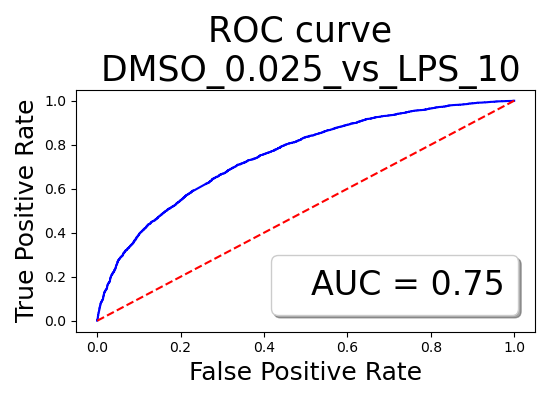 ROC curve
DMSO_0.025_vs_LPS_10
1.0
0.8
0.6
0.4
0.2
0.0
True Positive Rate
AUC = 0.75
0.0 0.2 0.4 0.6 0.8 1.0
False Positive Rate